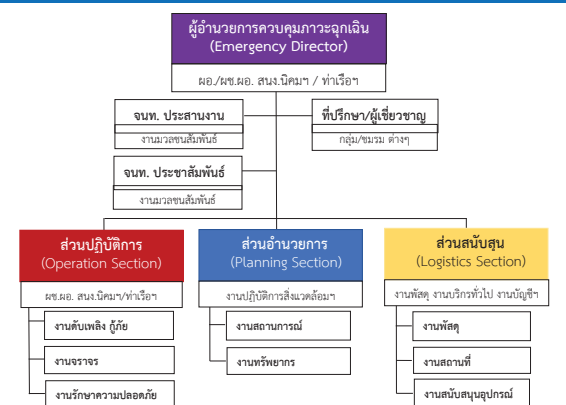 ผู้อำนวยการควบคุมภาวะฉุกเฉิน
(Emergency Director)
ผอ./ผช.ผอ. สนง.นิคมฯ / ท่าเรือฯ
จนท. ประสานงาน
งานมวลชนสัมพันธ์
ที่ปรึกษา/ผู้เชี่ยวชาญ
กลุ่ม/ชมรม ต่างๆ
จนท. ประชาสัมพันธ์
งานมวลชนสัมพันธ์
ส่วนปฏิบัติการ
(Operation Section)
ผช.ผอ. สนง.นิคมฯ/ท่าเรือฯ
งานดับเพลิง กู้ภัย
งานจราจร
งานรักษาความปลอดภัย
ส่วนอำนวยการ
(Planning Section)
งานปฏิบัติการสิ่งแวดล้อมฯ
งานสถานการณ์
งานทรัพยากร
ส่วนสนับสุน
(Logistics Section)
งานพัสดุ งานบริการทั่วไป งานบัญชีฯ
งานพัสดุ
งานสถานที่
งานสนับสนุนอุปกรณ์